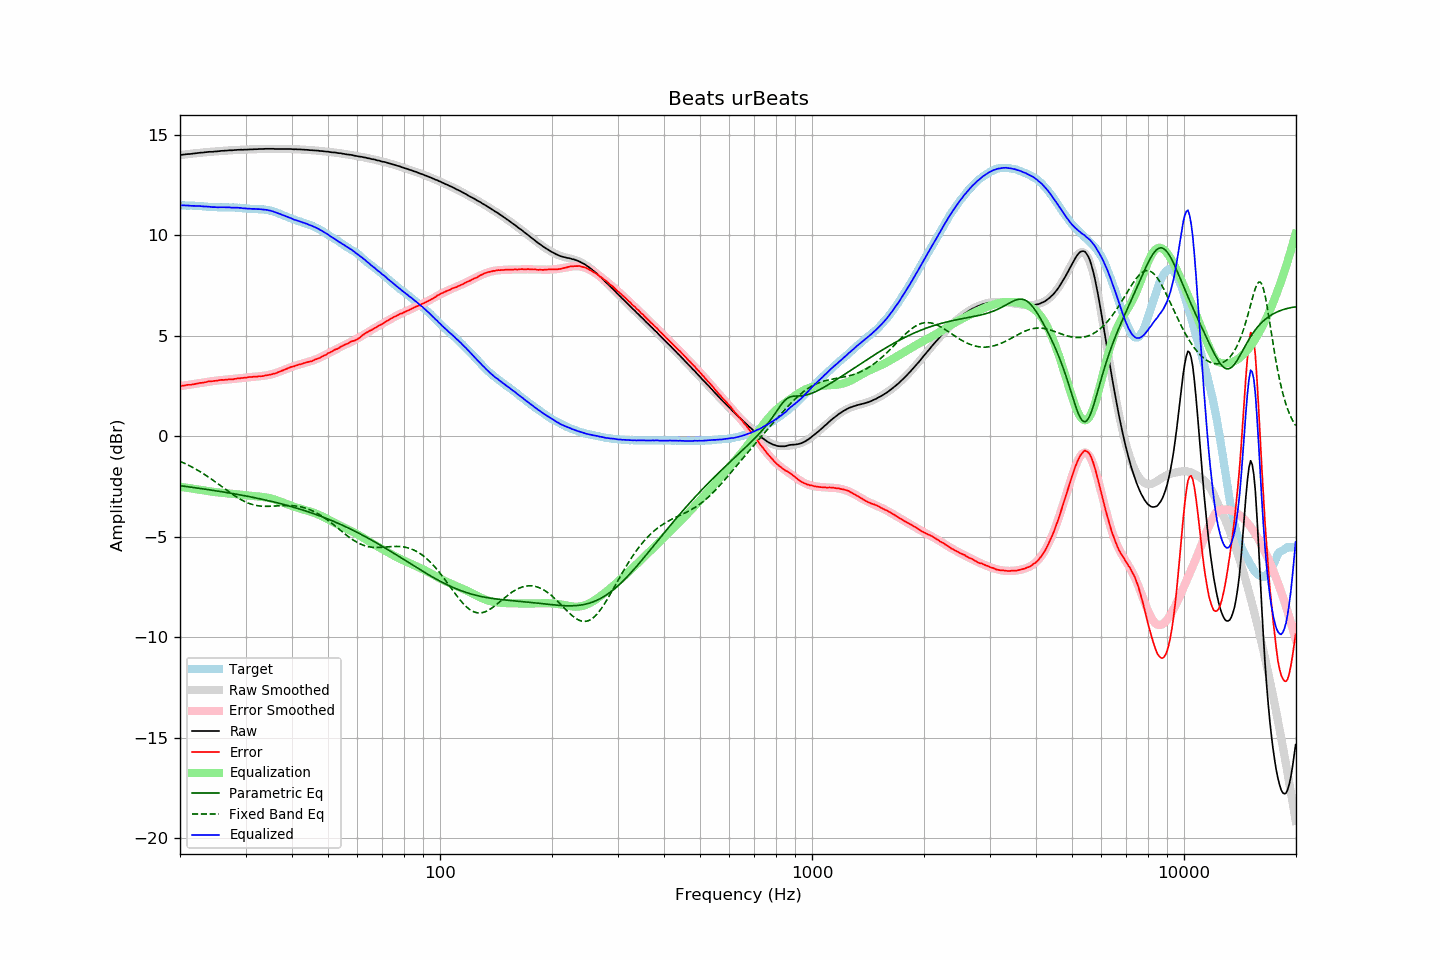 Beats urBeats
15
10
5
0
−5
−10
−15
−20
Amplitude (dBr)
Target
Raw Smoothed
Error Smoothed
Raw
Error
Equalization
Parametric Eq
Fixed Band Eq
Equalized
100
1000
10000
Frequency (Hz)